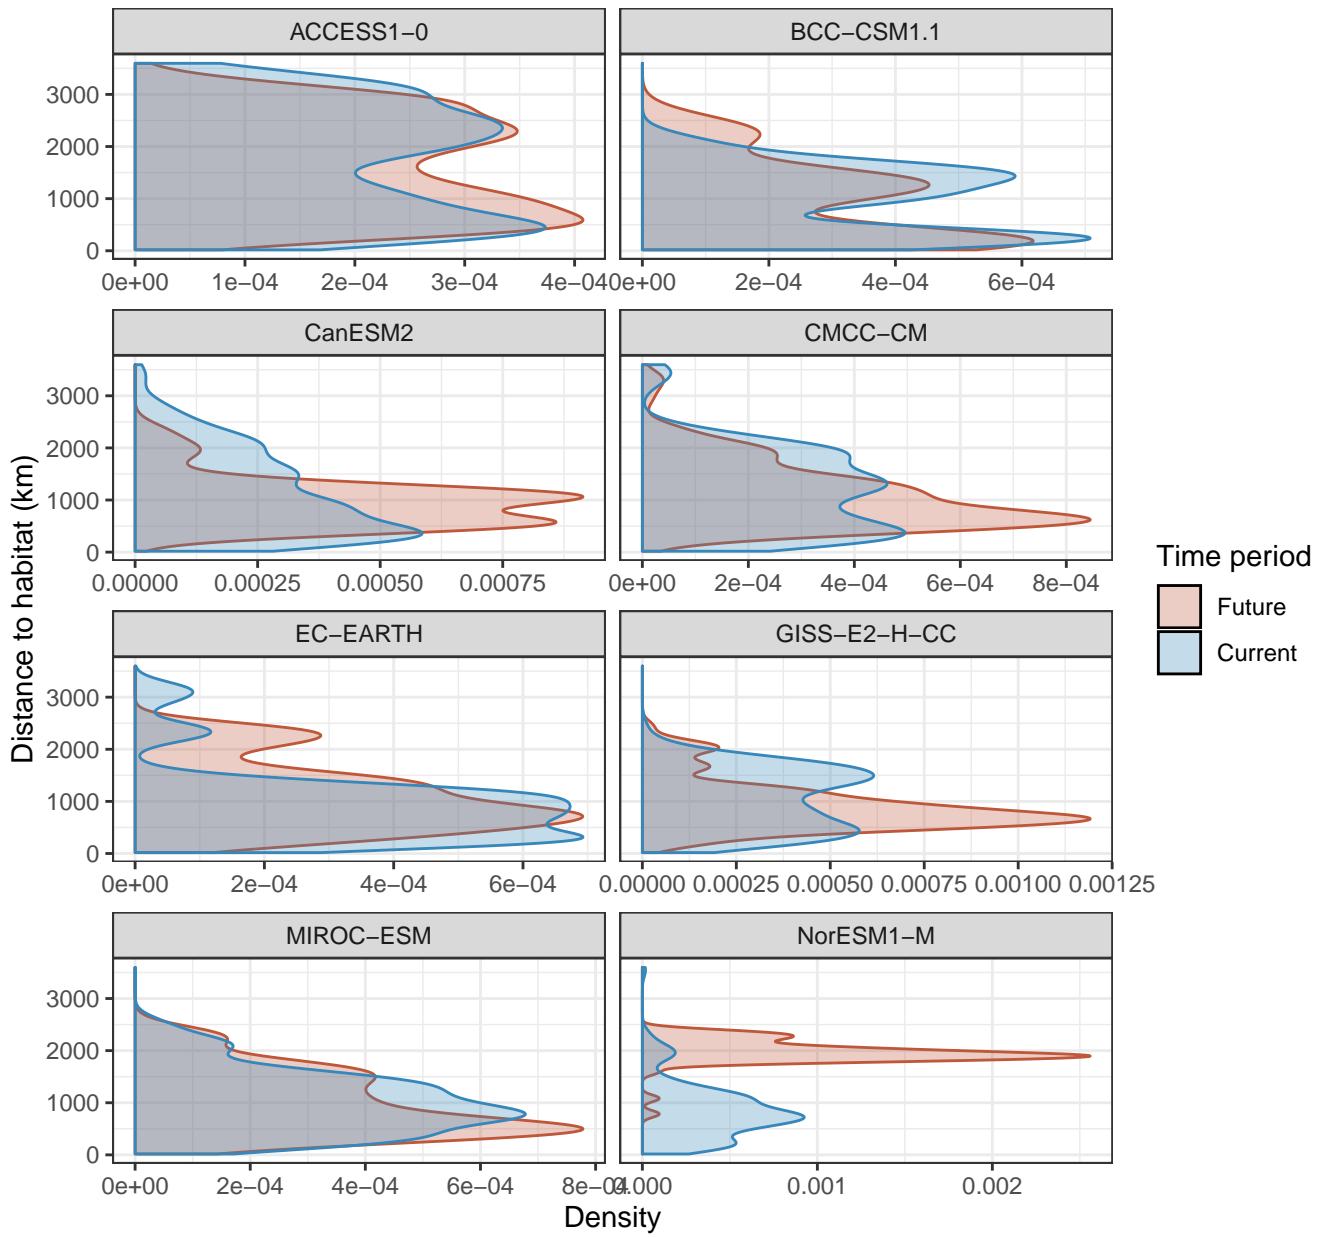 ACCESS1−0
BCC−CSM1.1
3000
2000
1000
0
0e+00 1e−04 2e−04 3e−04 4e−04
0e+00 2e−04 4e−04 6e−04
CanESM2
CMCC−CM
3000
2000
1000
0
0.00000 0.00025 0.00050 0.00075
0e+00 2e−04 4e−04 6e−04 8e−04
Distance to habitat (km)
Time period
Future
Current
EC−EARTH
GISS−E2−H−CC
3000
2000
1000
0
0e+00 2e−04 4e−04 6e−04
0.00000 0.00025 0.00050 0.00075 0.00100 0.00125
MIROC−ESM
NorESM1−M
3000
2000
1000
0
0e+00 2e−04 4e−04 6e−04 8e−04
0.000 0.001 0.002
Density